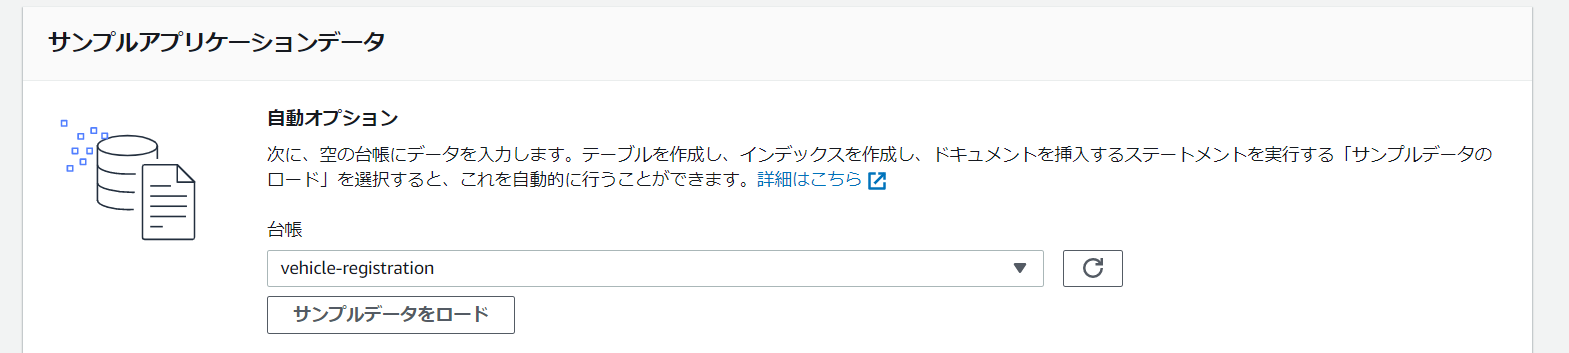 サンプルアプリケーションデータ
自動オプション
次に、空の台帳にデータを入力します。テーブルを作成し、インデックスを作成し、ドキュメントを挿入するステートメントを実行する「サンプルデータの
ロード」を選択すると、これを自動的に行うことができます。詳細はこちら
台帳
vehicle-registration
サンプルデータをロード